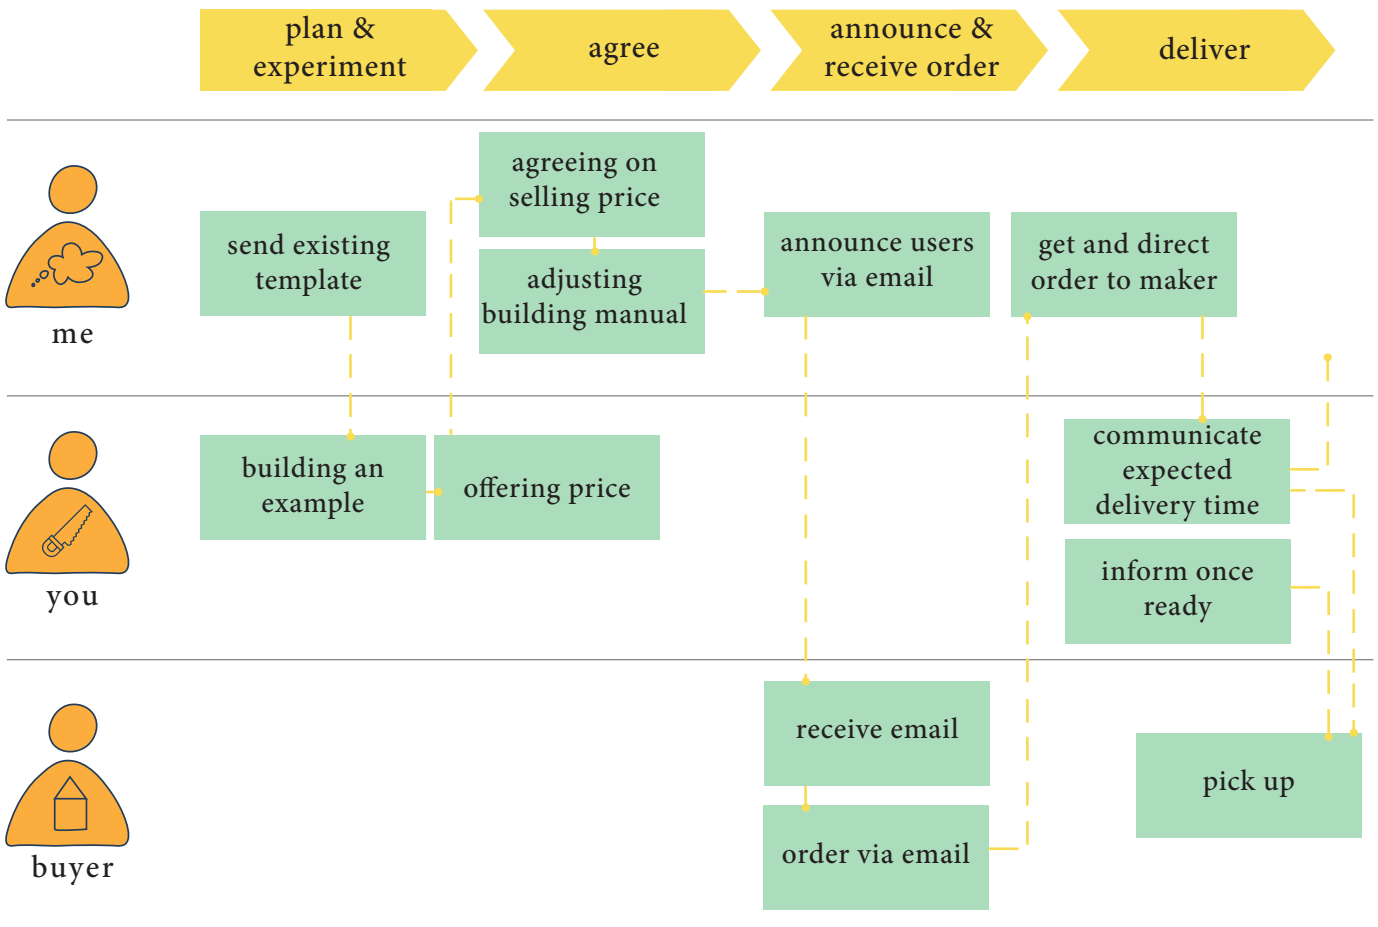 plan &
experiment
agree
announce &
receive order
deliver
me
send existing
template
agreeing on
selling price
adjusting
building manual
announce users
via email
get and direct
order to maker
you
building an
example
offering price
communicate
expected
delivery time
inform once
ready
buyer
receive email
order via email
pick up